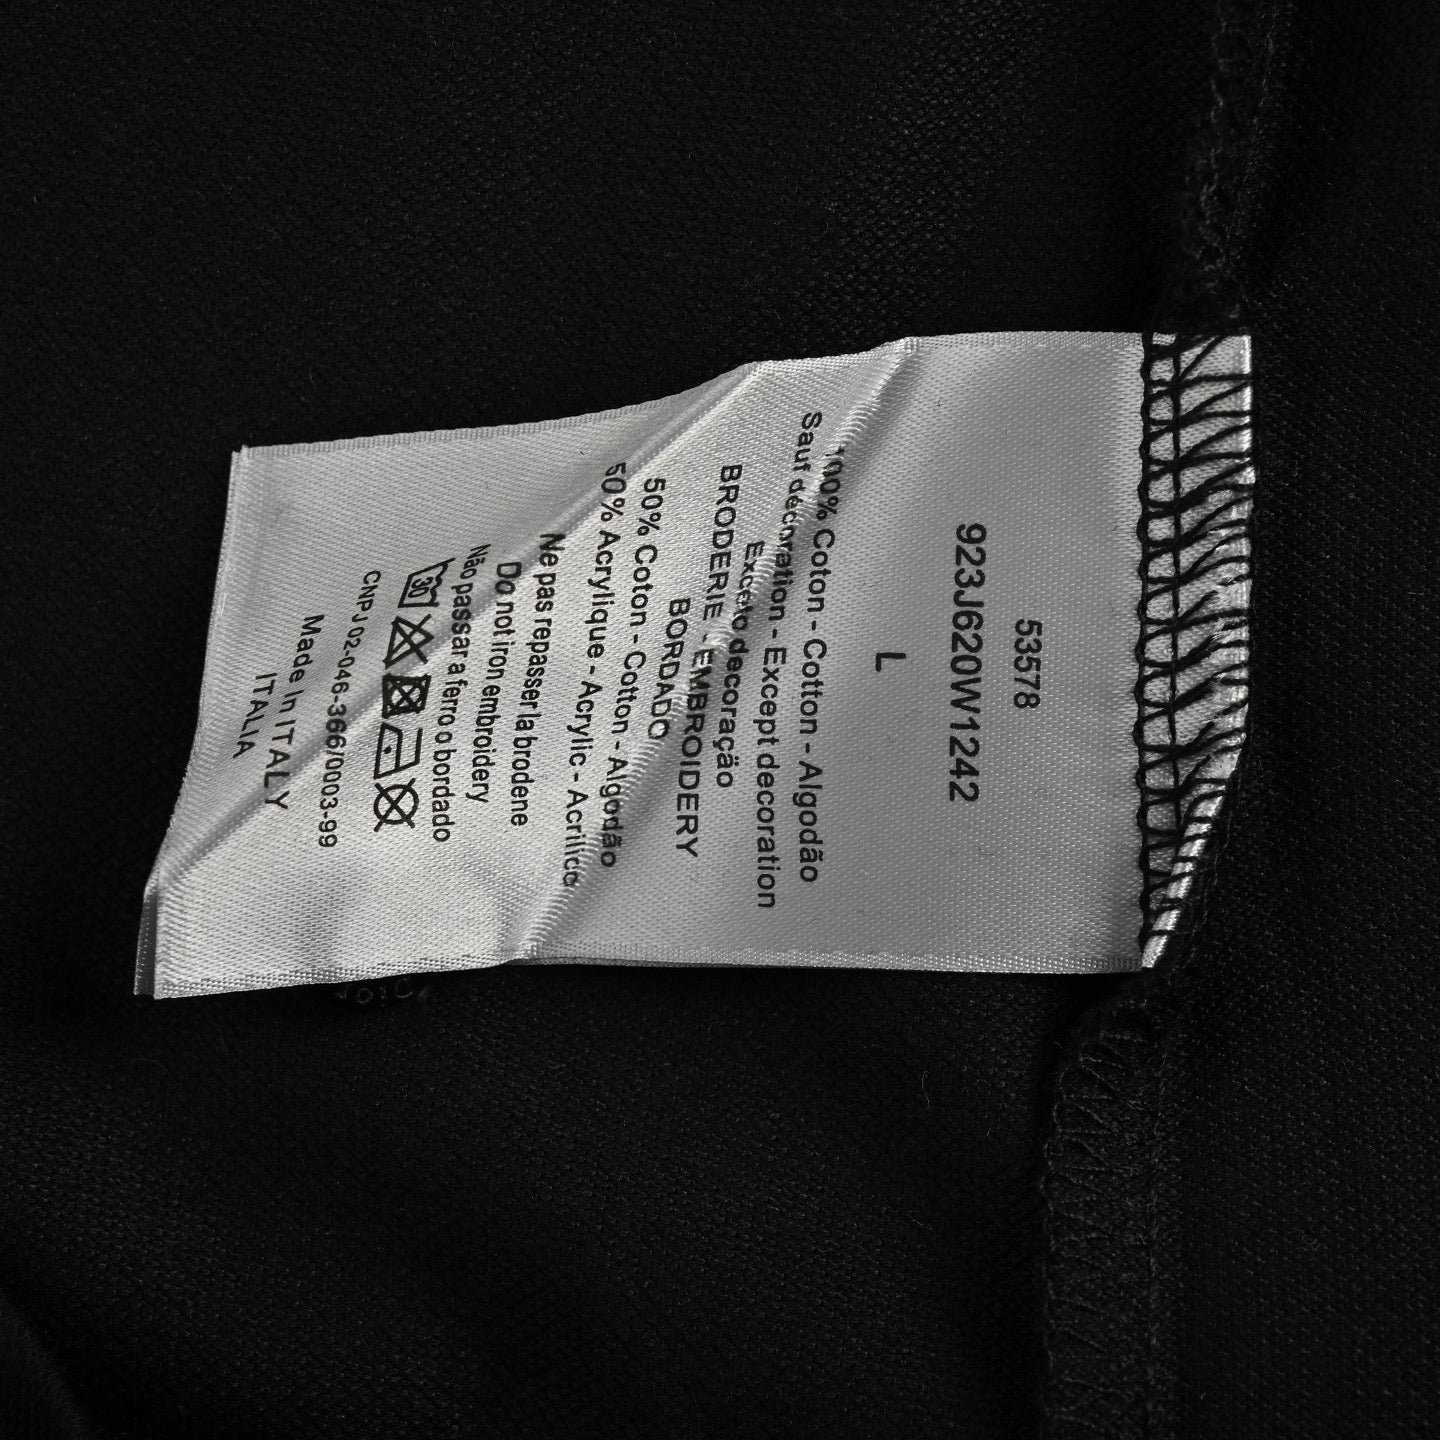 53578
923J620W1242
L
100% Coton - Cotton - Algodão
Sauf décoration - Except decoration
Exceto decoração
BRODERIE - EMBROIDERY
BORDADO
50% Coton - Cotton - Algodão
50% Acrylique - Acrylic - Acrilico
Ne pas repasser la brodene
Do not iron embroidery
Não passar a ferro o bordado
30
CNPJ 02-046-366/0003-99
Made In ITALY
ITALIA